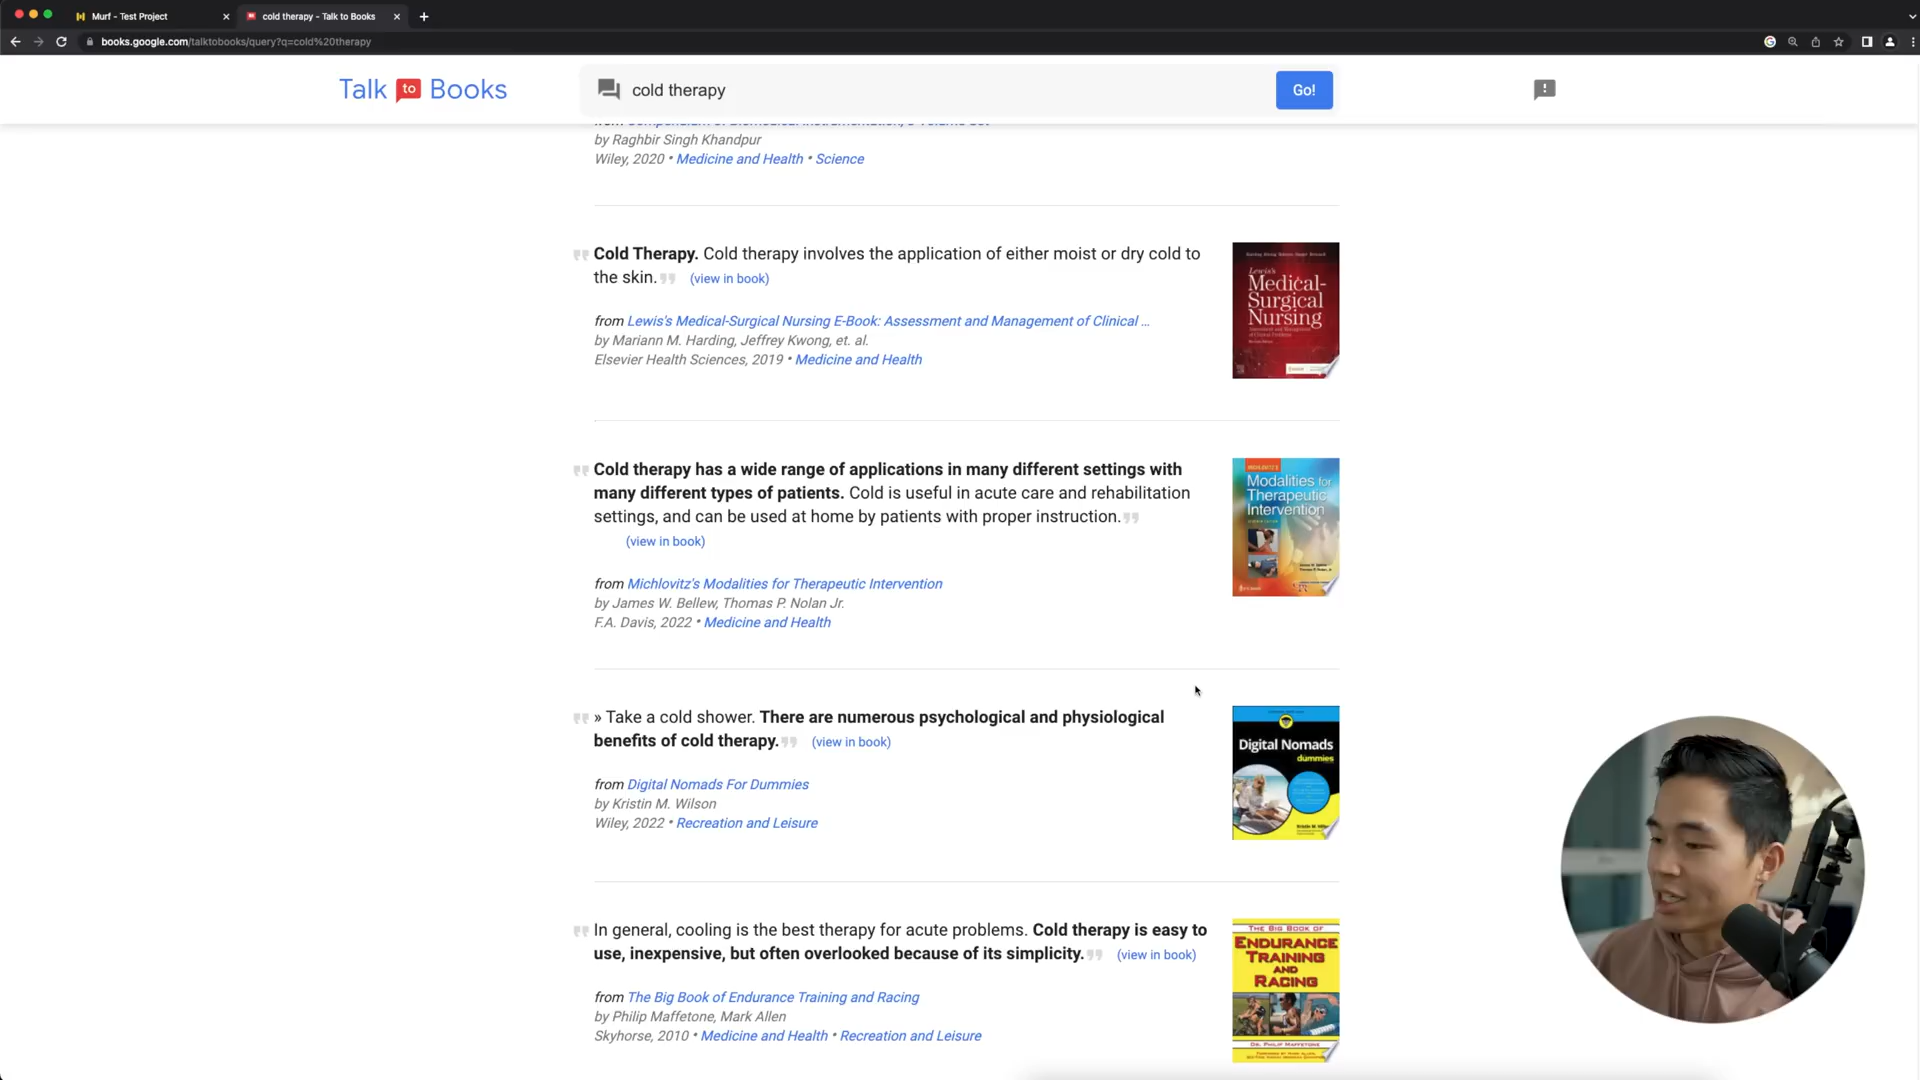 Murf - Test Project
cold therapy - Talk to Books
books.google.com/talktobooks/query?q=cold%20therapy
Talk to Books
cold therapy
Go!
by Raghbir Singh Khandpur
Wiley, 2020 • Medicine and Health • Science
Cold Therapy. Cold therapy involves the application of either moist or dry cold to
the skin. (view in book)
from Lewis's Medical-Surgical Nursing E-Book: Assessment and Management of Clinical ...
by Mariann M. Harding, Jeffrey Kwong, et. al.
Elsevier Health Sciences, 2019 • Medicine and Health
Lewis's
Medical-
Surgical
Nursing
Cold therapy has a wide range of applications in many different settings with
many different types of patients. Cold is useful in acute care and rehabilitation
settings, and can be used at home by patients with proper instruction.
(view in book)
from Michlovitz's Modalities for Therapeutic Intervention
by James W. Bellew, Thomas P. Nolan Jr.
F.A. Davis, 2022 • Medicine and Health
MICHLOVITZ'S
Modalities for
Therapeutic
Intervention
» Take a cold shower. There are numerous psychological and physiological
benefits of cold therapy. (view in book)
from Digital Nomads For Dummies
by Kristin M. Wilson
Wiley, 2022 • Recreation and Leisure
Digital Nomads
dummies
In general, cooling is the best therapy for acute problems. Cold therapy is easy to
use, inexpensive, but often overlooked because of its simplicity. (view in book)
from The Big Book of Endurance Training and Racing
by Philip Maffetone, Mark Allen
Skyhorse, 2010 • Medicine and Health • Recreation and Leisure
THE BIG BOOK OF
ENDURANCE
TRAINING
AND
RACING
DR. PHILIP MAFFETONE